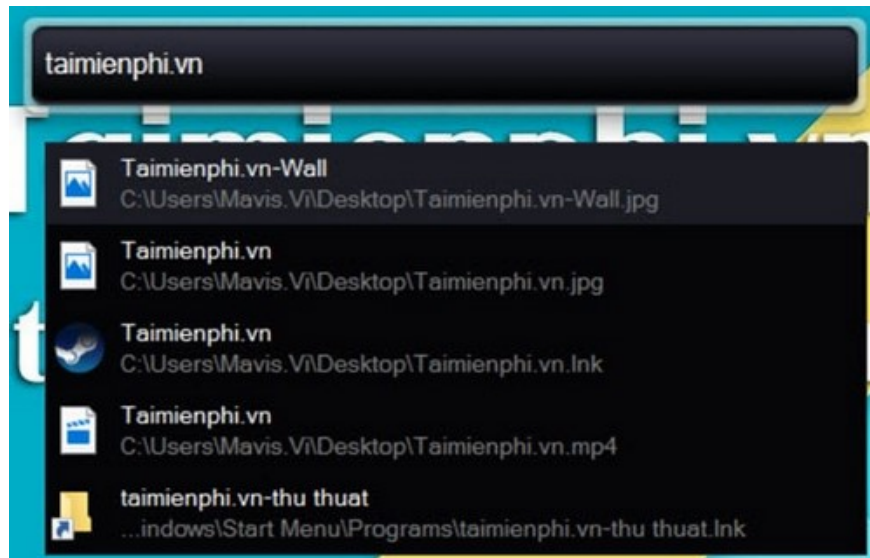 taimienphi.vn
Taimienphi.vn
Taimienphi.vn-Wall
C:\Users\Mavis.Vi\Desktop\Taimienphi.vn-Wall.jpg
Taimienphi.vn
C:\Users\Mavis.Vi\Desktop\Taimienphi.vn.jpg
Taimienphi.vn
C:\Users\Mavis.Vi\Desktop\Taimienphi.vn.lnk
Taimienphi.vn
C:\Users\Mavis.Vi\Desktop\Taimienphi.vn.mp4
taimienphi.vn-thu thuat
...indows\Start Menu\Programs\taimienphi.vn-thu thuat.lnk